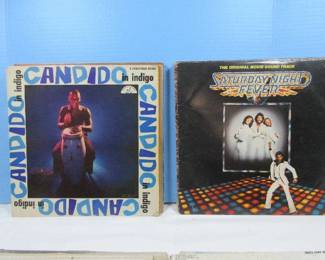 CANDIDO
in indigo
CANDIDO
in indigo
CANDIDO
in indigo
CANDIDO
in indigo
THE ORIGINAL MOVIE SOUND TRACK
SATURDAY NIGHT
FEVER